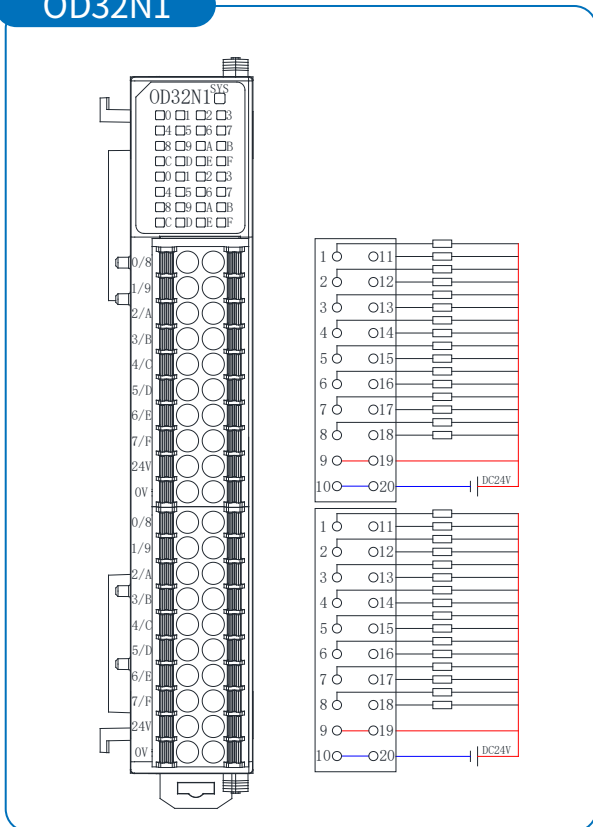 OD32N1
OD32N1 SYS
0 1 2 3
4 5 6 7
8 9 A B
C D E F
0 1 2 3
4 5 6 7
8 9 A B
C D E F
0/8
1/9
2/A
3/B
4/C
5/D
6/E
7/F
24V
0V
0/8
1/9
2/A
3/B
4/C
5/D
6/E
7/F
24V
0V
1 11
2 12
3 13
4 14
5 15
6 16
7 17
8 18
9 19
10 20 DC24V
1 11
2 12
3 13
4 14
5 15
6 16
7 17
8 18
9 19
10 20 DC24V